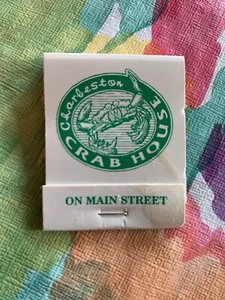 Charleston
CRAB HOUSE
ON MAIN STREET